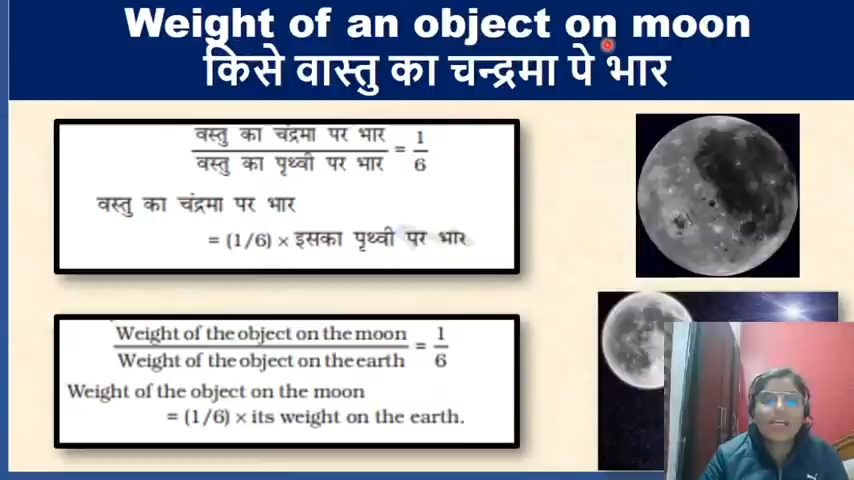 Weight of an object on moon
किसे वास्तु का चन्द्रमा पे भार
वस्तु का चंद्रमा पर भार
वस्तु का पृथ्वी पर भार
= 1/6
वस्तु का चंद्रमा पर भार
= (1/6) × इसका पृथ्वी पर भार
Weight of the object on the moon
Weight of the object on the earth
= 1/6
Weight of the object on the moon
= (1/6) × its weight on the earth.